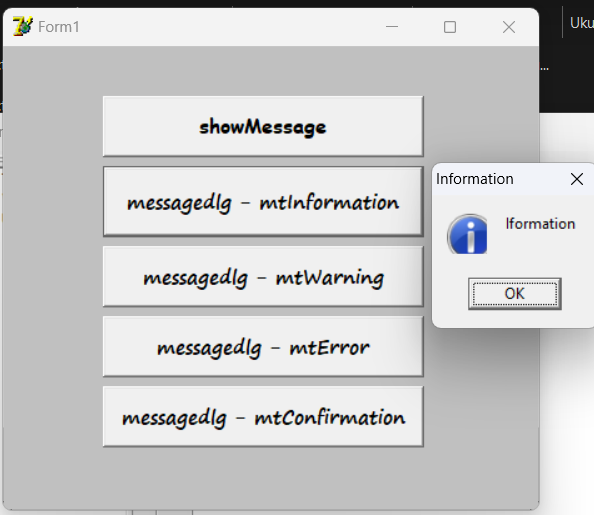 Form1
Uku
...
showMessage
messagedlg - mtInformation
messagedlg - mtWarning
messagedlg - mtError
messagedlg - mtConfirmation
Information
Iformation
OK